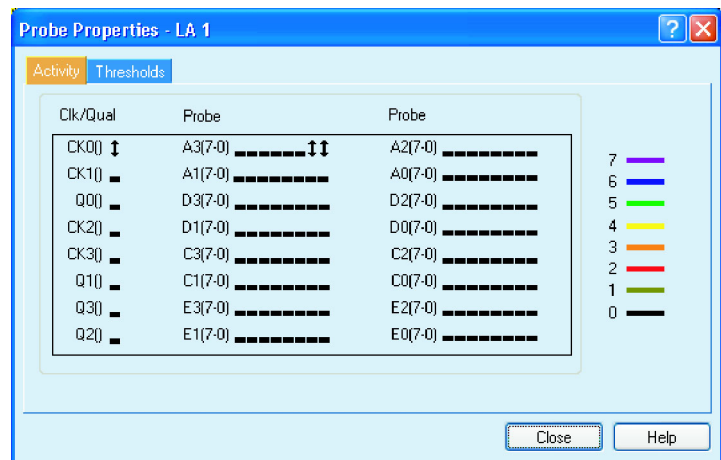 Probe Properties - LA 1
Activity Thresholds
Clk/Qual Probe Probe
CK0() A3(7-0) A2(7-0)
CK1() A1(7-0) A0(7-0)
Q0() D3(7-0) D2(7-0)
CK2() D1(7-0) D0(7-0)
CK3() C3(7-0) C2(7-0)
Q1() C1(7-0) C0(7-0)
Q3() E3(7-0) E2(7-0)
Q2() E1(7-0) E0(7-0)
7
6
5
4
3
2
1
0
Close Help